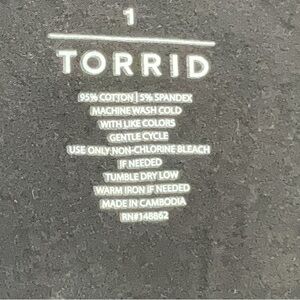 1
TORRID
95% COTTON | 5% SPANDEX
MACHINE WASH COLD
WITH LIKE COLORS
GENTLE CYCLE
USE ONLY NON-CHLORINE BLEACH
IF NEEDED
TUMBLE DRY LOW
WARM IRON IF NEEDED
MADE IN CAMBODIA
RN#148862